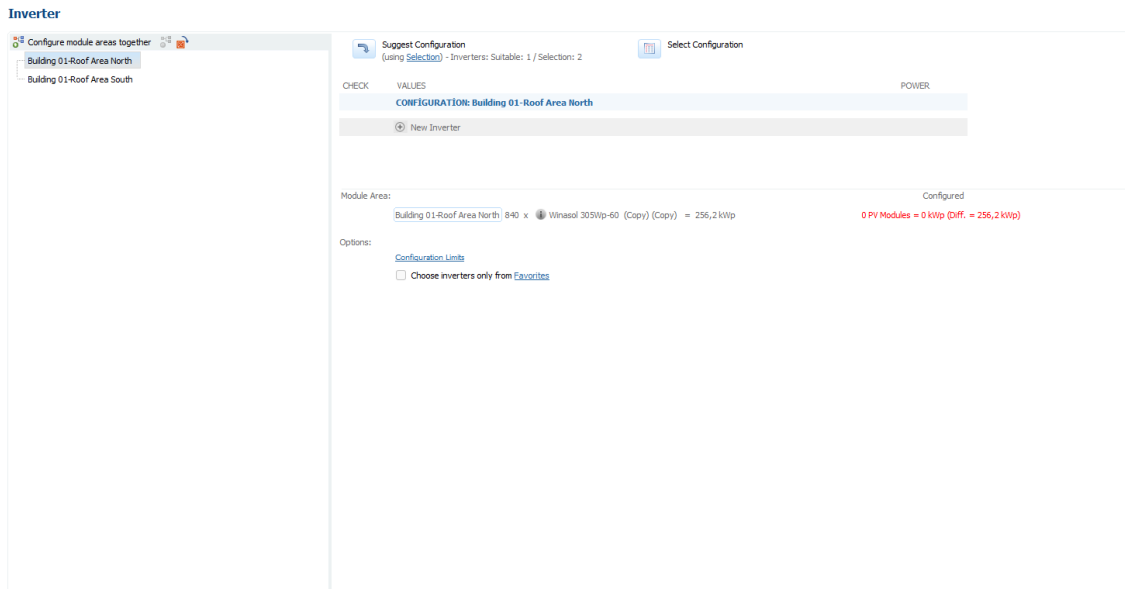 Inverter
Configure module areas together
Building 01-Roof Area North
Building 01-Roof Area South
Suggest Configuration
(using Selection) - Inverters: Suitable: 1 / Selection: 2
Select Configuration
CHECK VALUES POWER
CONFİGURATİON: Building 01-Roof Area North
New Inverter
Module Area: Configured
Building 01-Roof Area North 840 x Winasol 305Wp-60 (Copy) (Copy) = 256,2 kWp 0 PV Modules = 0 kWp (Diff. = 256,2 kWp)
Options:
Configuration Limits
Choose inverters only from Favorites